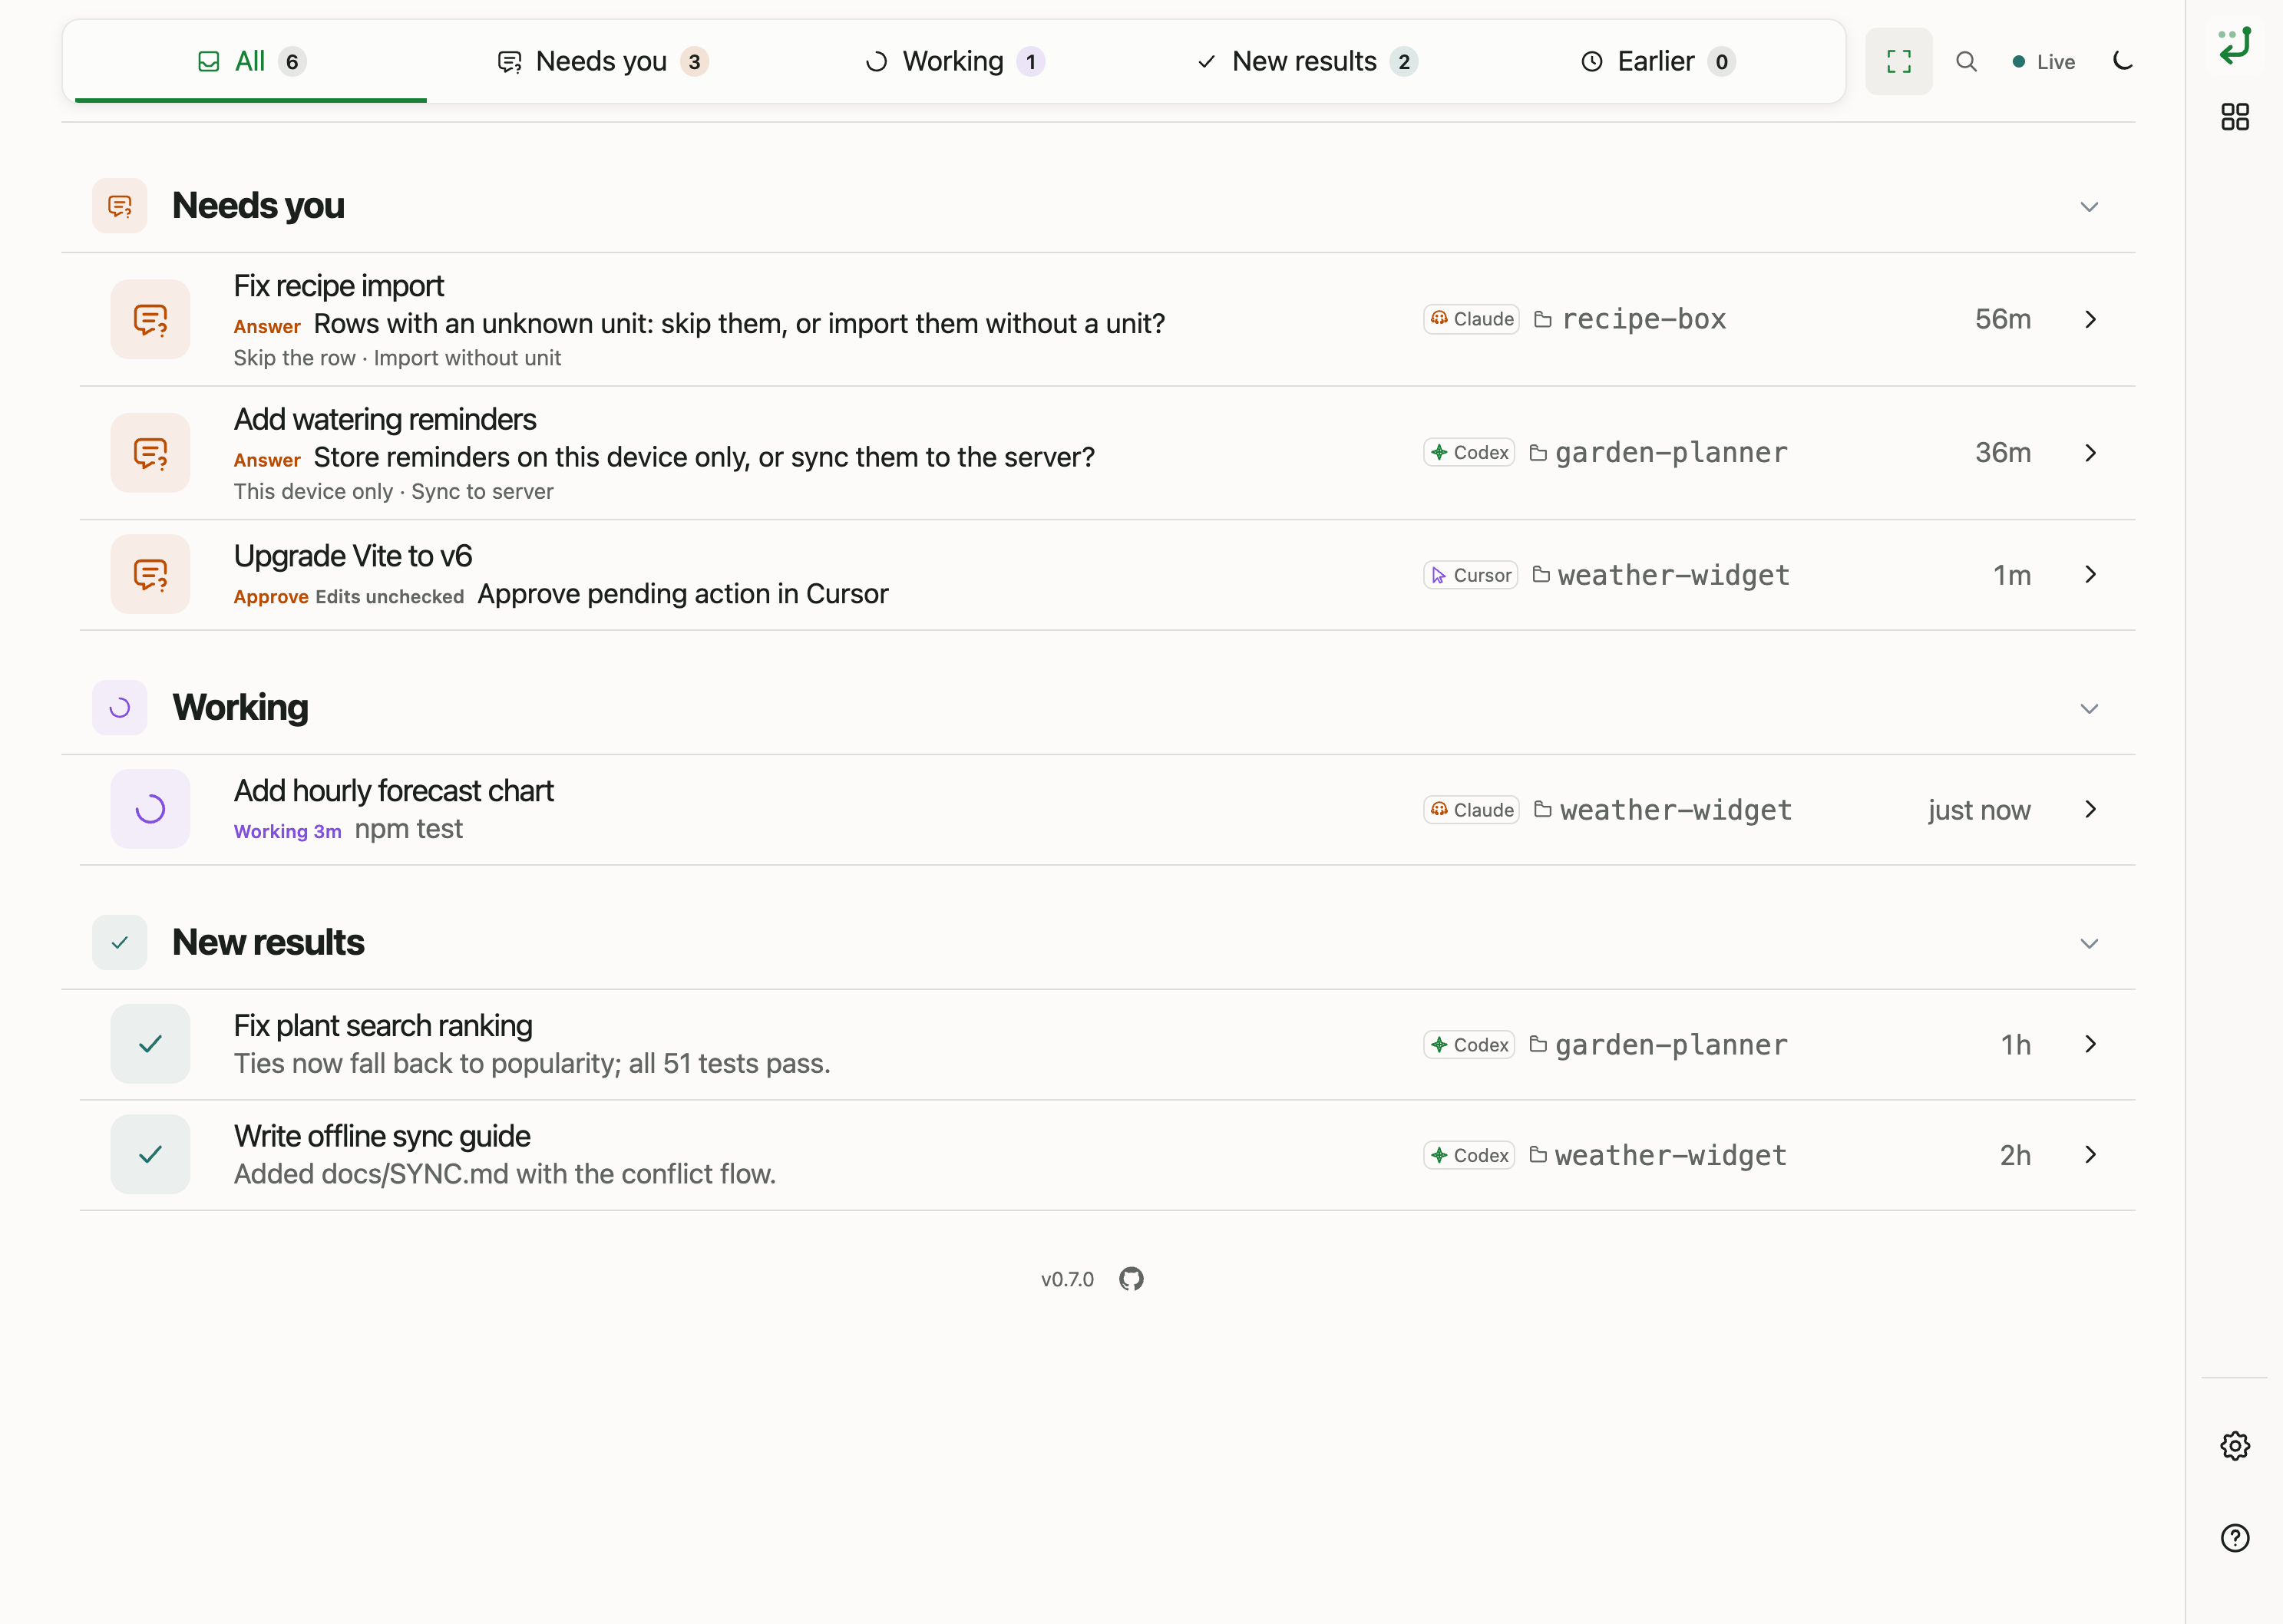 All 6 Needs you 3 Working 1 New results 2 Earlier 0 Live
Needs you
Fix recipe import
Answer Rows with an unknown unit: skip them, or import them without a unit?
Skip the row · Import without unit
Claude recipe-box 56m
Add watering reminders
Answer Store reminders on this device only, or sync them to the server?
This device only · Sync to server
Codex garden-planner 36m
Upgrade Vite to v6
Approve Edits unchecked Approve pending action in Cursor
Cursor weather-widget 1m
Working
Add hourly forecast chart
Working 3m npm test
Claude weather-widget just now
New results
Fix plant search ranking
Ties now fall back to popularity; all 51 tests pass.
Codex garden-planner 1h
Write offline sync guide
Added docs/SYNC.md with the conflict flow.
Codex weather-widget 2h
v0.7.0